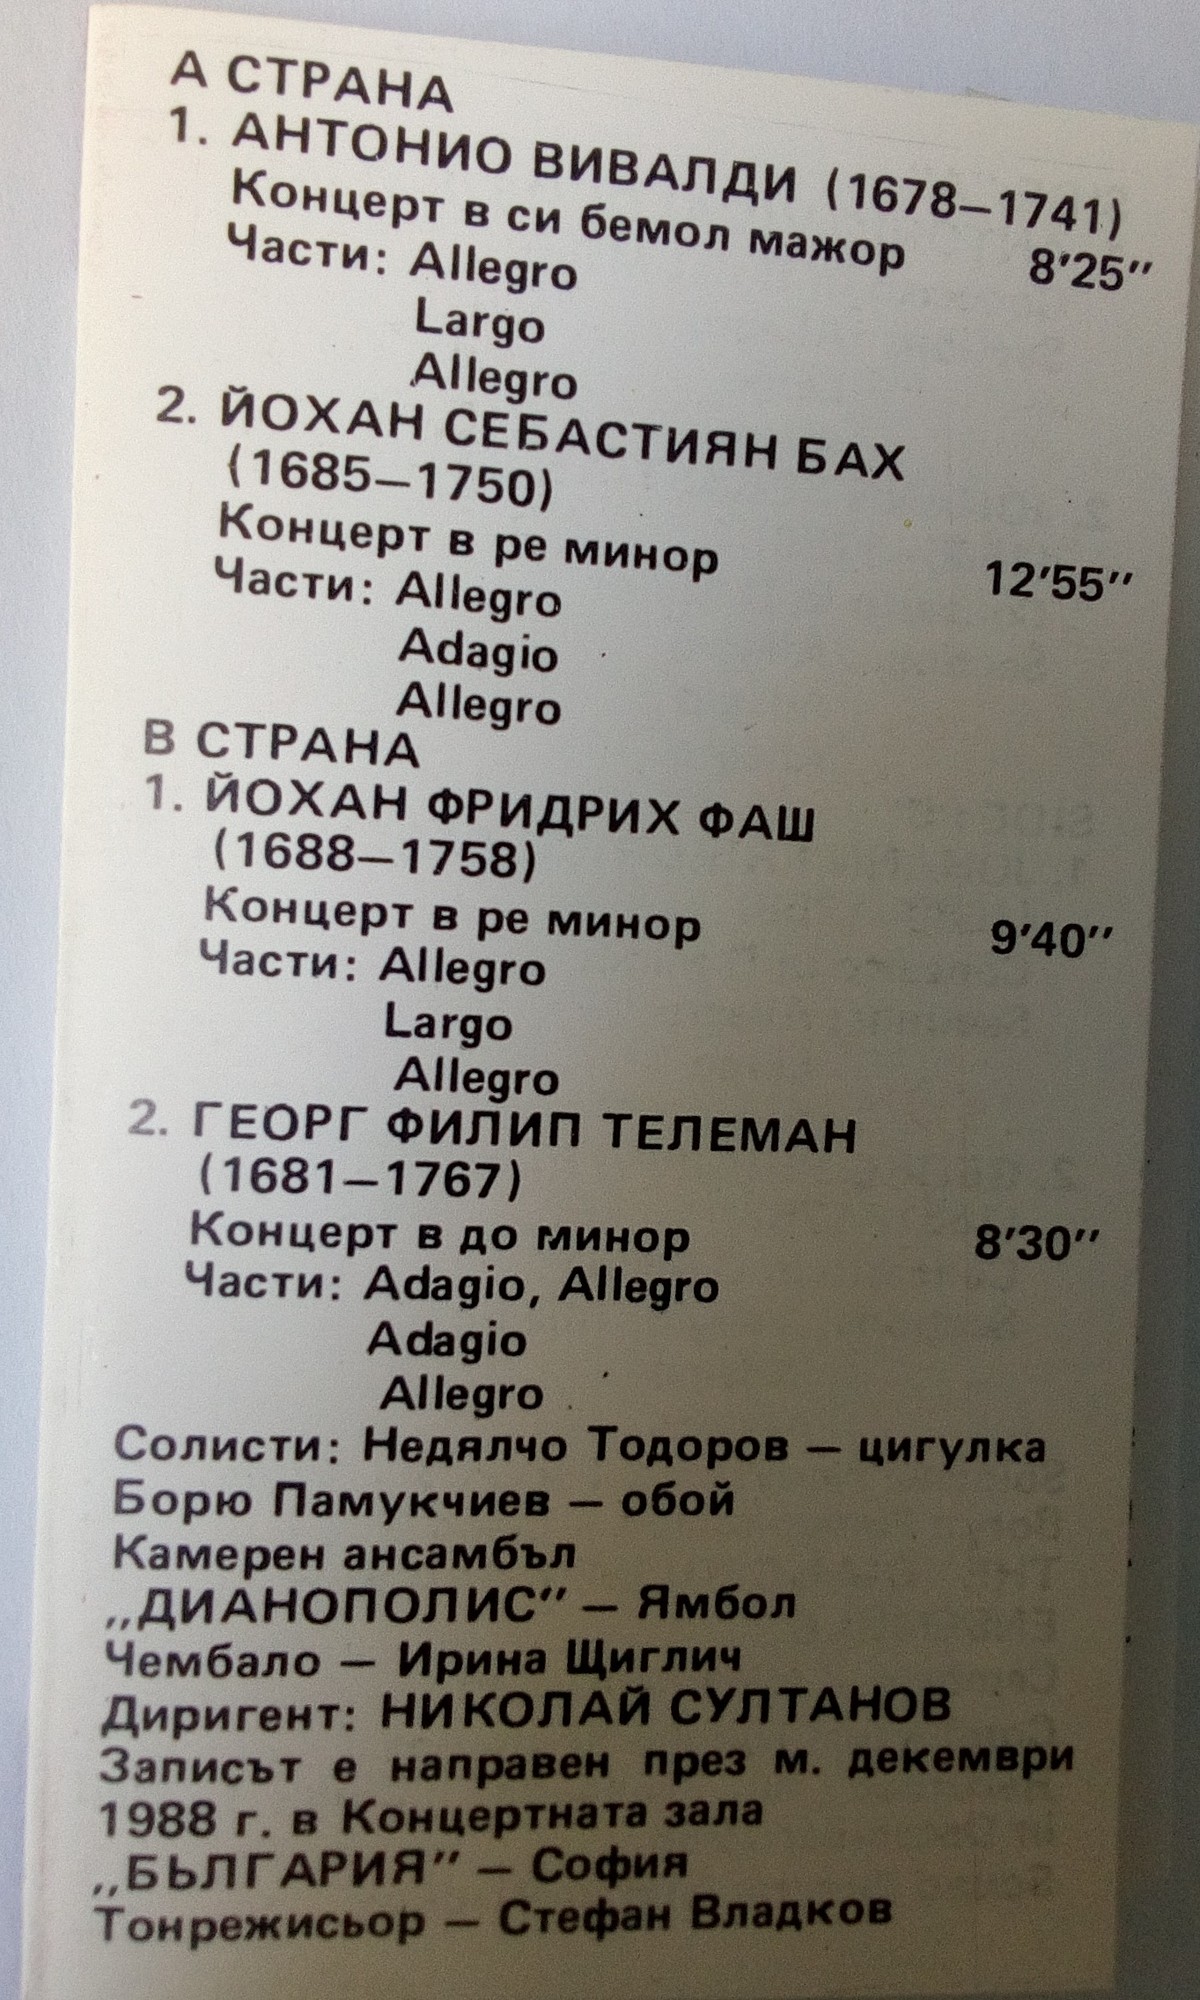 А СТРАНА
1. АНТОНИО ВИВАЛДИ (1678–1741)
Концерт в си бемол мажор 8’25’’
Части: Allegro
Largo
Allegro
2. ЙОХАН СЕБАСТИЯН БАХ
(1685–1750)
Концерт в ре минор 12’55’’
Части: Allegro
Adagio
Allegro
В СТРАНА
1. ЙОХАН ФРИДРИХ ФАШ
(1688–1758)
Концерт в ре минор 9’40’’
Части: Allegro
Largo
Allegro
2. ГЕОРГ ФИЛИП ТЕЛЕМАН
(1681–1767)
Концерт в до минор 8’30’’
Части: Adagio, Allegro
Adagio
Allegro
Солисти: Недялчо Тодоров – цигулка
Борю Памукчиев – обой
Камерен ансамбъл
„ДИАНОПОЛИС’’ – Ямбол
Чембало – Ирина Щиглич
Диригент: НИКОЛАЙ СУЛТАНОВ
Записът е направен през м. декември
1988 г. в Концертната зала
„БЪЛГАРИЯ’’ – София
Тонрежисьор – Стефан Владков